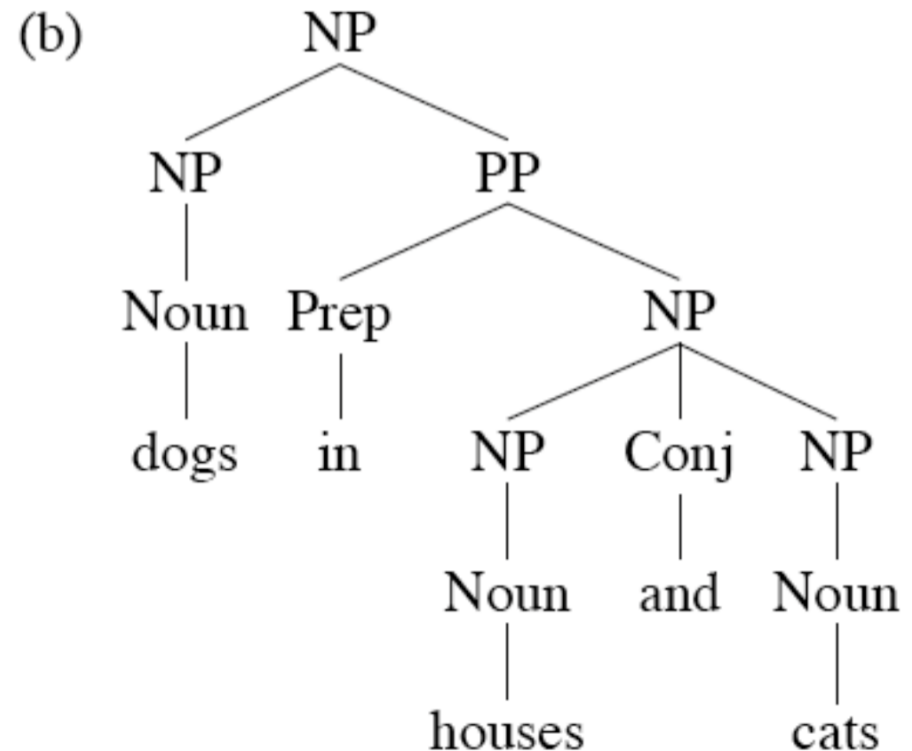 (b) NP
NP PP
Noun Prep NP
dogs in NP Conj NP
Noun and Noun
houses cats